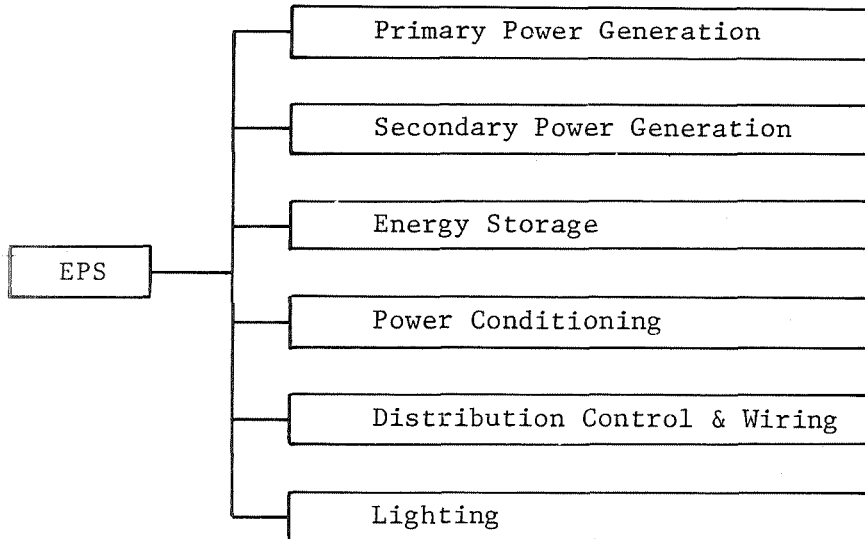 Primary Power Generation
Secondary Power Generation
Energy Storage
EPS
Power Conditioning
Distribution Control & Wiring
Lighting